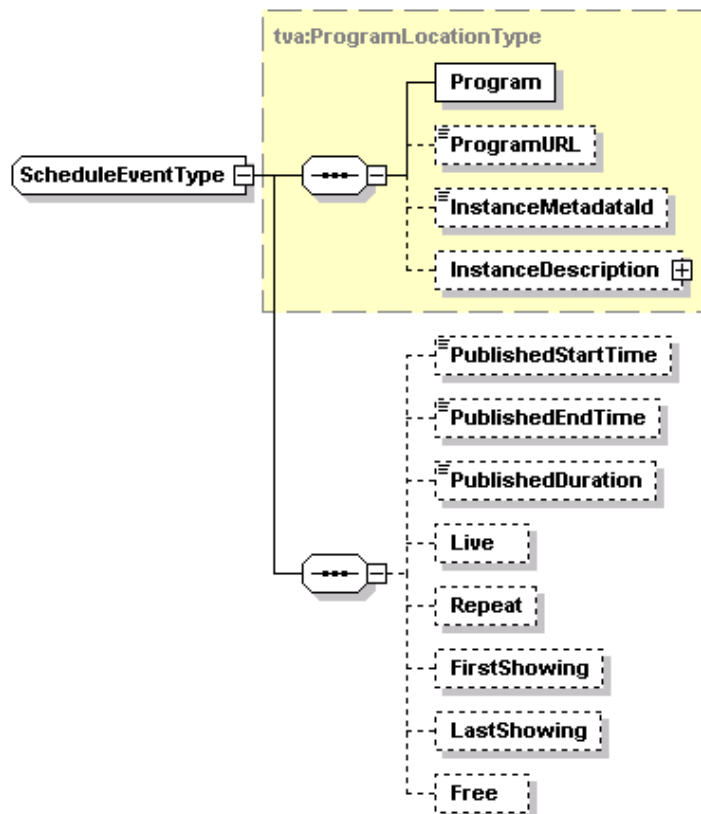 tva:ProgramLocationType
Program
ProgramURL
ScheduleEventType
InstanceMetadataId
InstanceDescription
PublishedStartTime
PublishedEndTime
PublishedDuration
Live
Repeat
FirstShowing
LastShowing
Free